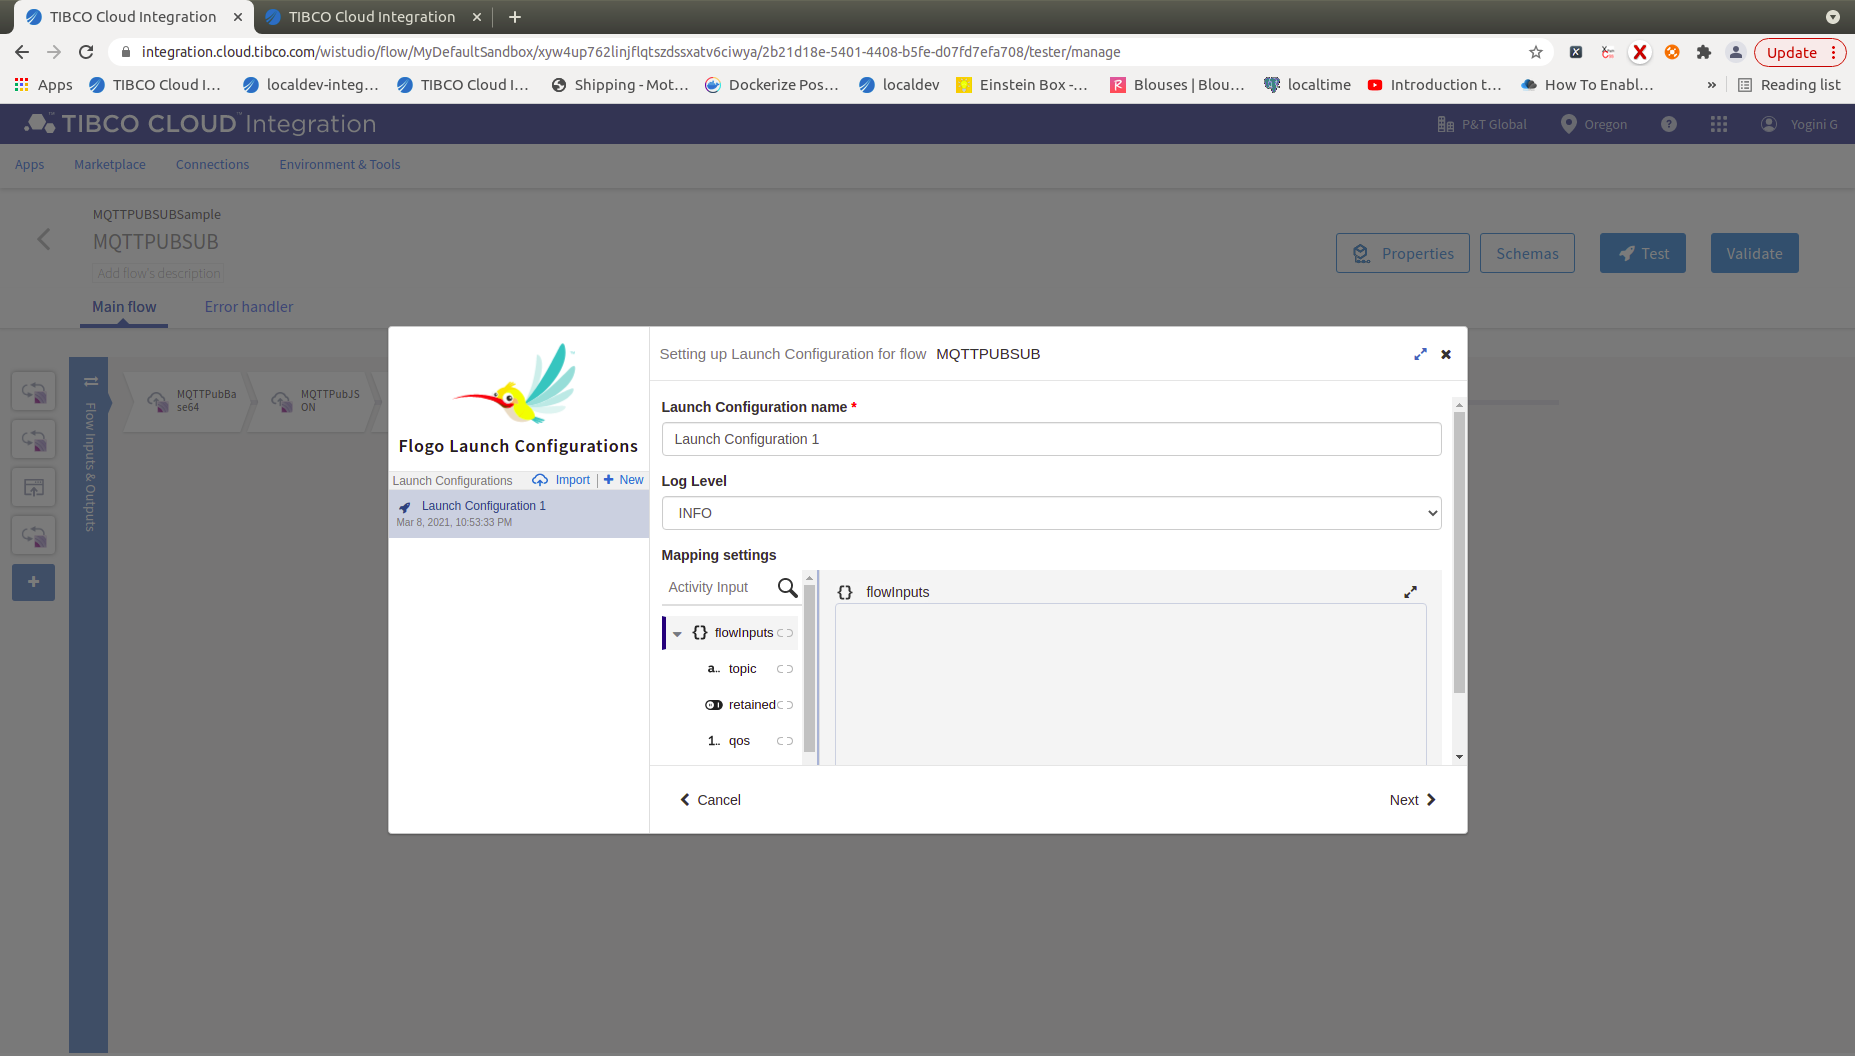 TIBCO Cloud Integration
TIBCO Cloud Integration
integration.cloud.tibco.com/wistudio/flow/MyDefaultSandbox/xyw4up762linjflqtszdssxatv6ciwya/2b21d18e-5401-4408-b5fe-d07fd7efa708/tester/manage
Update
Apps TIBCO Cloud I... localdev-integ... TIBCO Cloud I... Shipping - Mot... Dockerize Pos... localdev Einstein Box -... Blouses | Blou... localtime Introduction t... How To Enabl... » Reading list
TIBCO CLOUD™ Integration
P&T Global Oregon Yogini G
Apps Marketplace Connections Environment & Tools
MQTTPUBSUBSample
MQTTPUBSUB
Add flow's description
Properties Schemas Test Validate
Main flow Error handler
Flow Inputs & Outputs
MQTTPubBa
se64
MQTTPubJS
ON
Flogo Launch Configurations
Launch Configurations Import | + New
Launch Configuration 1
Mar 8, 2021, 10:53:33 PM
Setting up Launch Configuration for flow MQTTPUBSUB
Launch Configuration name *
Launch Configuration 1
Log Level
INFO
Mapping settings
Activity Input
{} flowInputs
a.. topic
retained
1.. qos
{} flowInputs
Cancel
Next